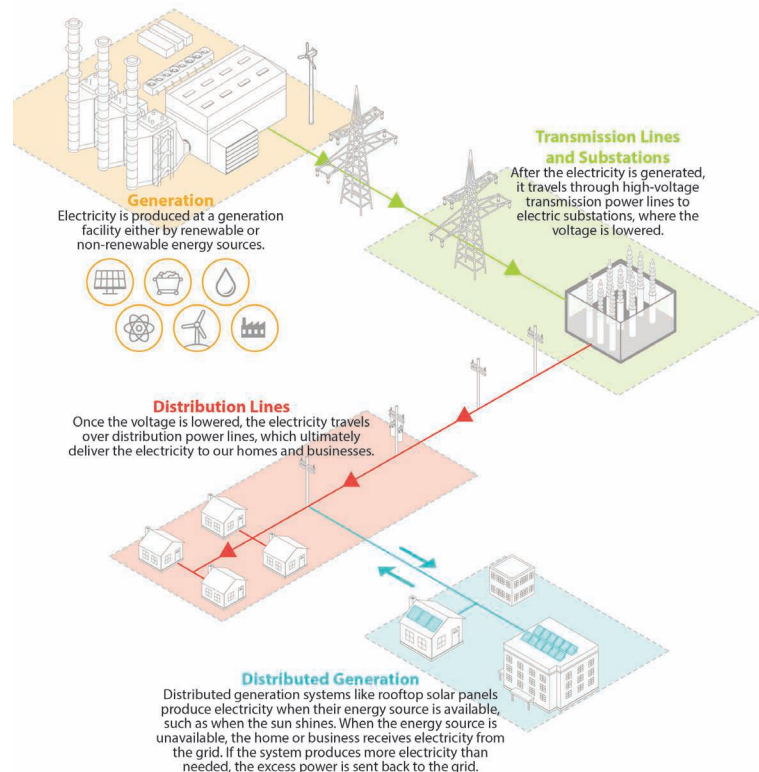 Generation
Electricity is produced at a generation
facility either by renewable or
non-renewable energy sources.
Transmission Lines
and Substations
After the electricity is generated,
it travels through high-voltage
transmission power lines to
electric substations, where the
voltage is lowered.
Distribution Lines
Once the voltage is lowered, the electricity travels
over distribution power lines, which ultimately
deliver the electricity to our homes and businesses.
Distributed Generation
Distributed generation systems like rooftop solar panels
produce electricity when their energy source is available,
such as when the sun shines. When the energy source is
unavailable, the home or business receives electricity from
the grid. If the system produces more electricity than
needed, the excess power is sent back to the grid.